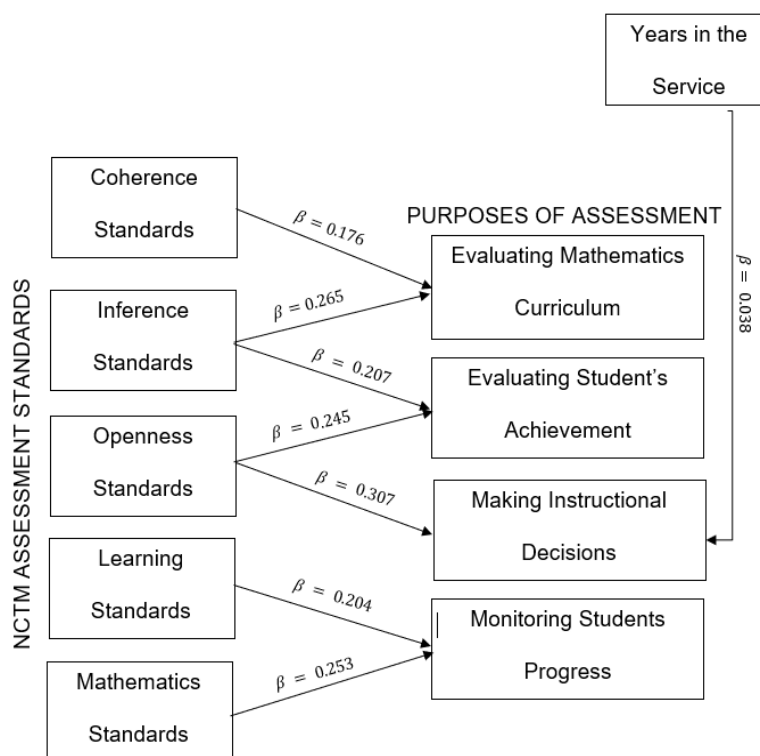 Years in the
Service
Coherence
Standards
β = 0.176
PURPOSES OF ASSESSMENT
Evaluating Mathematics
Curriculum
β = 0.038
NCTM ASSESSMENT STANDARDS
Inference
Standards
β = 0.265
β = 0.207
Evaluating Student’s
Achievement
Openness
Standards
β = 0.245
β = 0.307
Making Instructional
Decisions
Learning
Standards
β = 0.204
Monitoring Students
Progress
Mathematics
Standards
β = 0.253